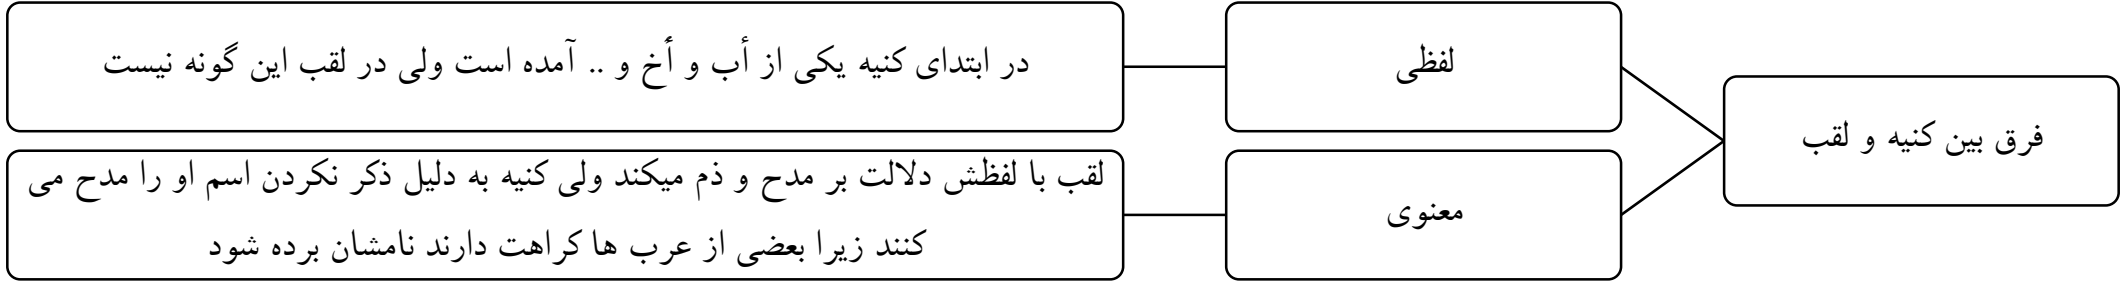 فرق بین کنیه و لقب
لفظی
در ابتدای کنیه یکی از أب و أخ و .. آمده است ولی در لقب این گونه نیست
معنوی
لقب با لفظش دلالت بر مدح و ذم میکند ولی کنیه به دلیل ذکر نکردن اسم او را مدح می
کنند زیرا بعضی از عرب ها کراهت دارند نامشان برده شود